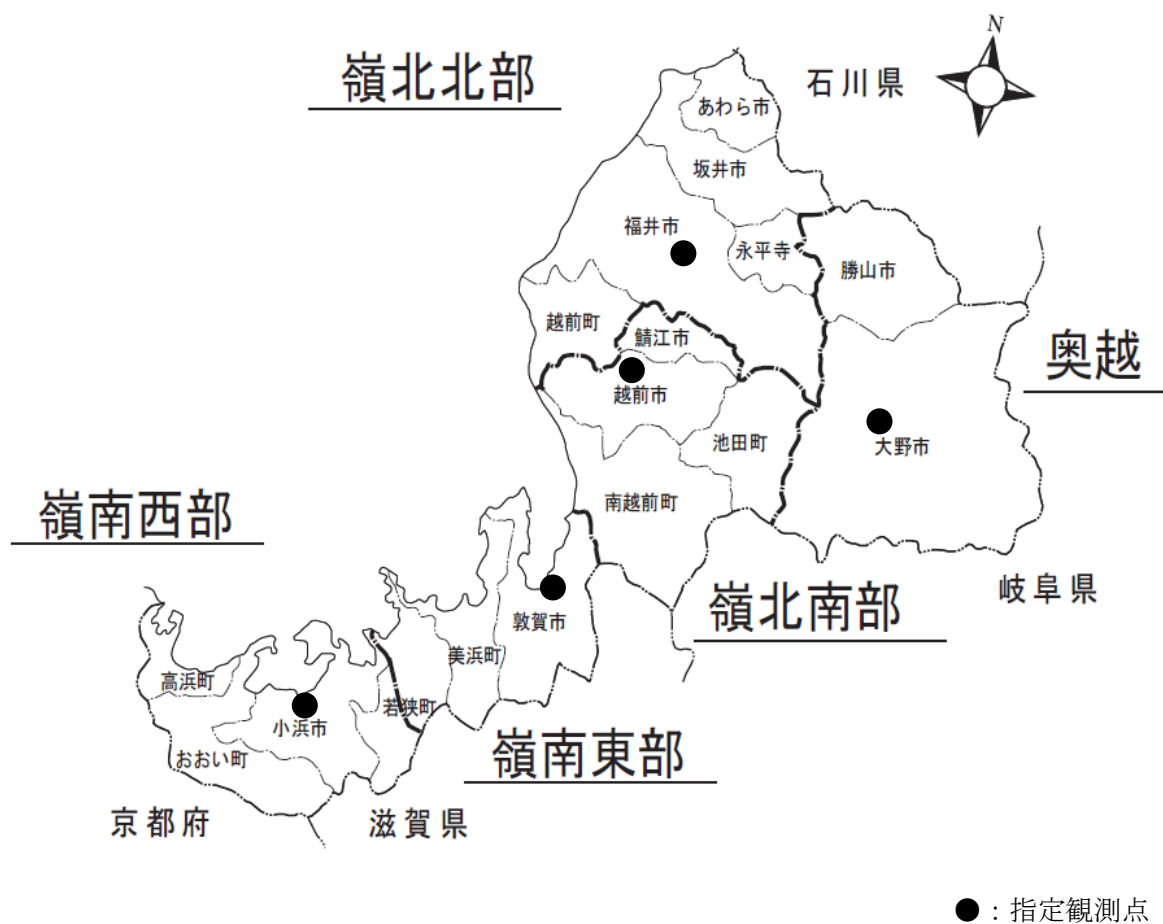 N
嶺北北部
石川県
あわら市
坂井市
福井市
永平寺
勝山市
越前町
鯖江市
奥越
越前市
大野市
池田町
嶺南西部
南越前町
岐阜県
嶺北南部
敦賀市
美浜町
高浜町
若狭町
小浜市
嶺南東部
おおい町
京都府
滋賀県
●：指定観測点